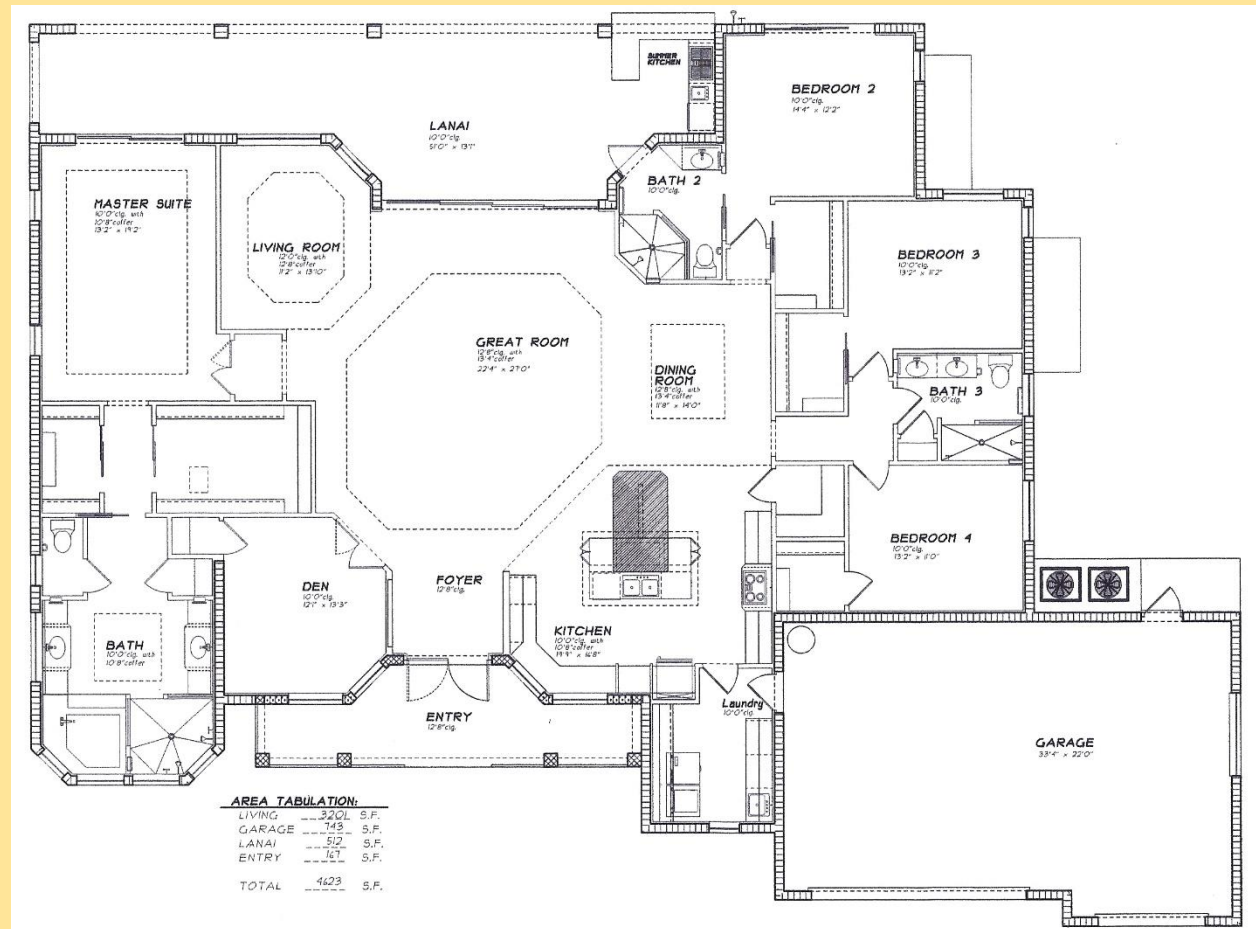 SUMMER
KITCHEN
BEDROOM 2
10'0"clg.
14'4" x 12'2"
LANAI
10'0"clg.
51'0" x 13'7"
BATH 2
10'0"clg.
MASTER SUITE
10'0"clg. with
10'8"coffer
13'2" x 19'2"
LIVING ROOM
12'0"clg. with
12'8"coffer
11'2" x 13'10"
BEDROOM 3
10'0"clg.
13'2" x 11'2"
GREAT ROOM
12'8"clg. with
13'4"coffer
22'4" x 27'0"
DINING
ROOM
12'8"clg. with
13'4"coffer
11'8" x 14'0"
BATH 3
10'0"clg.
BEDROOM 4
10'0"clg.
13'2" x 11'0"
DEN
10'0"clg.
12'1" x 13'3"
FOYER
12'8"clg.
KITCHEN
10'0"clg. with
10'8"coffer
19'9" x 16'8"
BATH
10'0"clg. with
10'8"coffer
Laundry
10'0"clg.
ENTRY
12'8"clg.
GARAGE
33'4" x 22'0"
AREA TABULATION:
LIVING 3201 S.F.
GARAGE 743 S.F.
LANAI 512 S.F.
ENTRY 167 S.F.
TOTAL 4623 S.F.